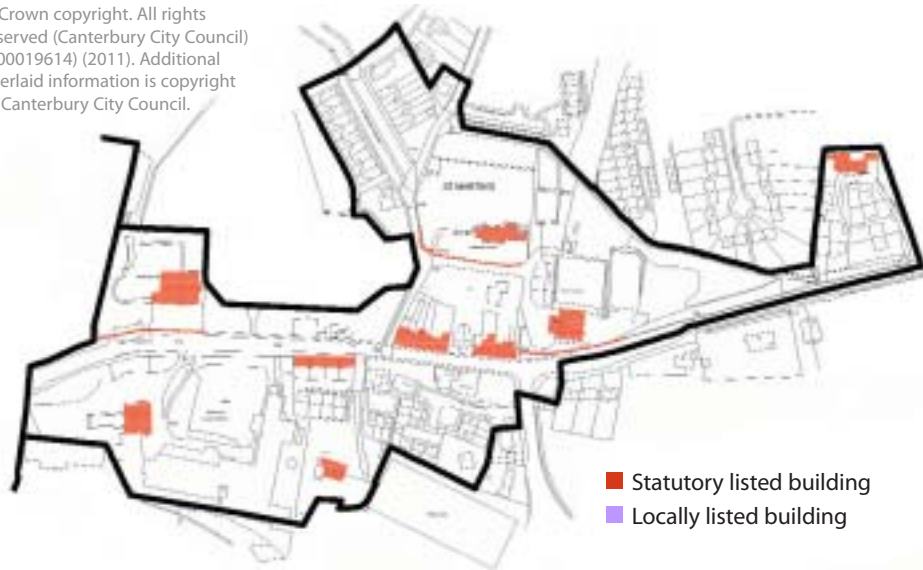 Crown copyright. All rights
served (Canterbury City Council)
00019614) (2011). Additional
erlaid information is copyright
Canterbury City Council.
Statutory listed building
Locally listed building